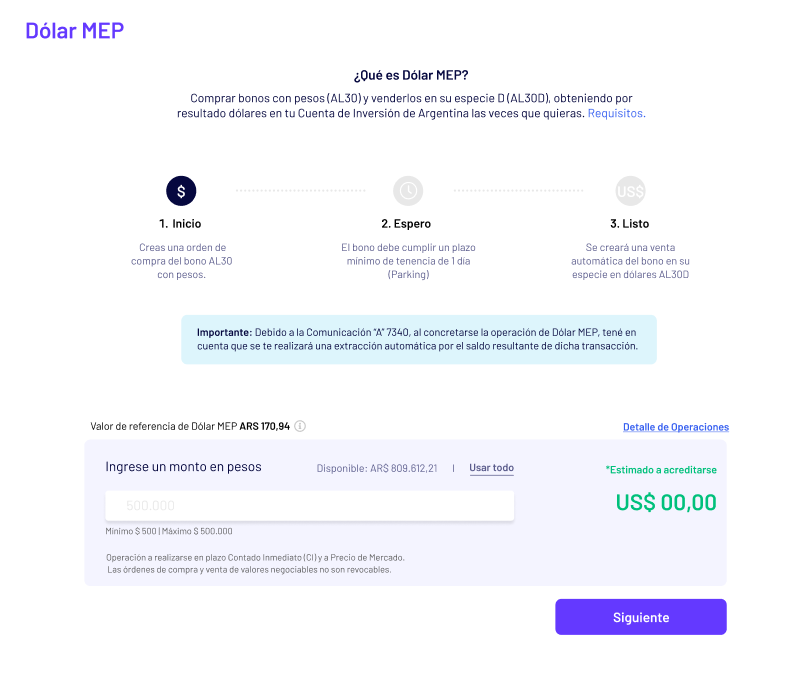 Dólar MEP
¿Qué es Dólar MEP?
Comprar bonos con pesos (AL30) y venderlos en su especie D (AL30D), obteniendo por
resultado dólares en tu Cuenta de Inversión de Argentina las veces que quieras. Requisitos.
$
US$
1. Inicio
2. Espero
3. Listo
Creas una orden de
compra del bono AL30
con pesos.
El bono debe cumplir un plazo
mínimo de tenencia de 1 día
(Parking)
Se creará una venta
automática del bono en su
especie en dólares AL30D
Importante: Debido a la Comunicación "A" 7340, al concretarse la operación de Dólar MEP, tené en
cuenta que se te realizará una extracción automática por el saldo resultante de dicha transacción.
Valor de referencia de Dólar MEP ARS 170,94
Detalle de Operaciones
Ingrese un monto en pesos
Disponible: AR$ 809.612,21 | Usar todo
*Estimado a acreditarse
500.000
US$ 00,00
Mínimo $ 500 | Máximo $ 500.000
Operación a realizarse en plazo Contado Inmediato (CI) y a Precio de Mercado.
Las órdenes de compra y venta de valores negociables no son revocables.
Siguiente